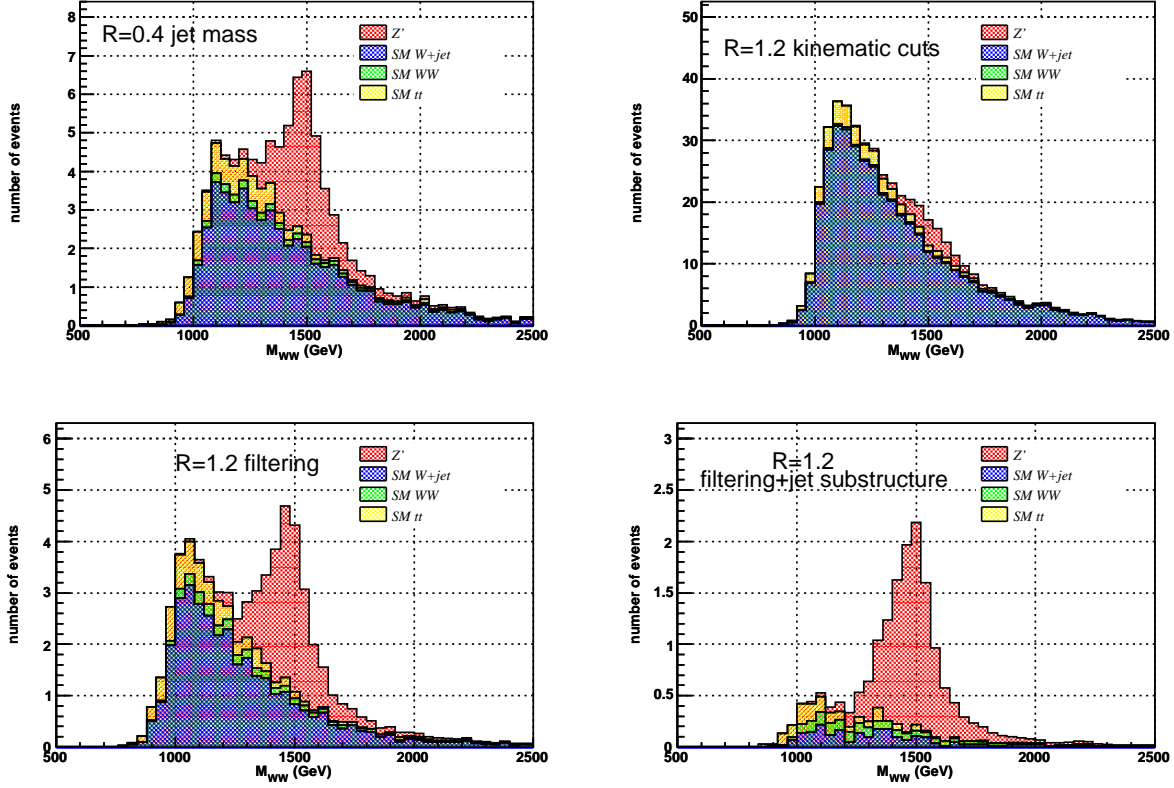 R=0.4 jet mass
Z’
SM W+jet
SM WW
SM tt
number of events
8
7
6
5
4
3
2
1
0
500
1000
1500
2000
2500
M_WW (GeV)
R=1.2 kinematic cuts
Z’
SM W+jet
SM WW
SM tt
number of events
50
40
30
20
10
0
500
1000
1500
2000
2500
M_WW (GeV)
R=1.2 filtering
Z’
SM W+jet
SM WW
SM tt
number of events
6
5
4
3
2
1
0
500
1000
1500
2000
2500
M_WW (GeV)
R=1.2
filtering+jet substructure
Z’
SM W+jet
SM WW
SM tt
number of events
3
2.5
2
1.5
1
0.5
0
500
1000
1500
2000
2500
M_WW (GeV)